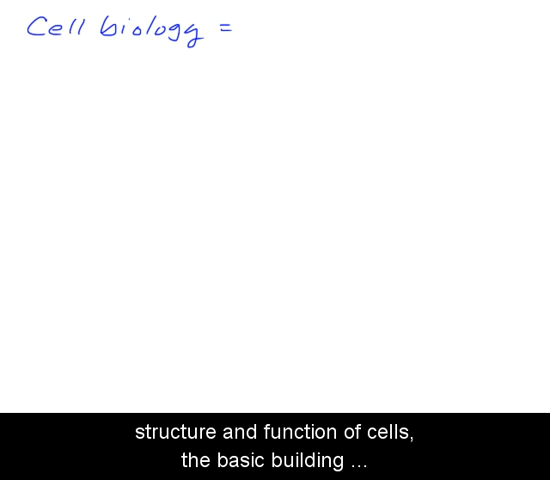 Cell biology =
structure and function of cells,
the basic building ...